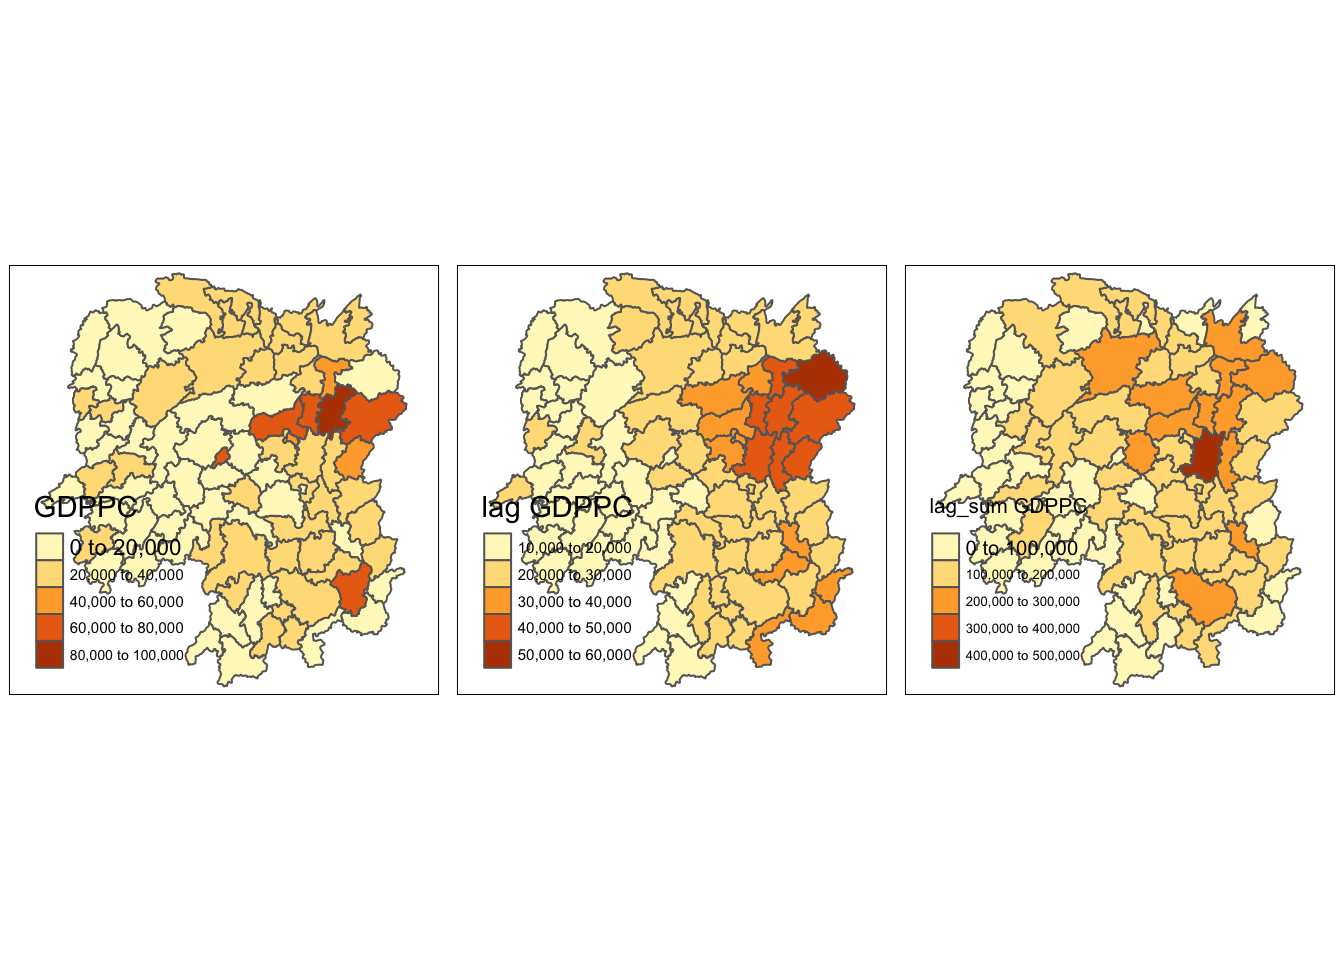 GDPPC
0 to 20,000
20,000 to 40,000
40,000 to 60,000
60,000 to 80,000
80,000 to 100,000
lag GDPPC
10,000 to 20,000
20,000 to 30,000
30,000 to 40,000
40,000 to 50,000
50,000 to 60,000
lag_sum GDPPC
0 to 100,000
100,000 to 200,000
200,000 to 300,000
300,000 to 400,000
400,000 to 500,000